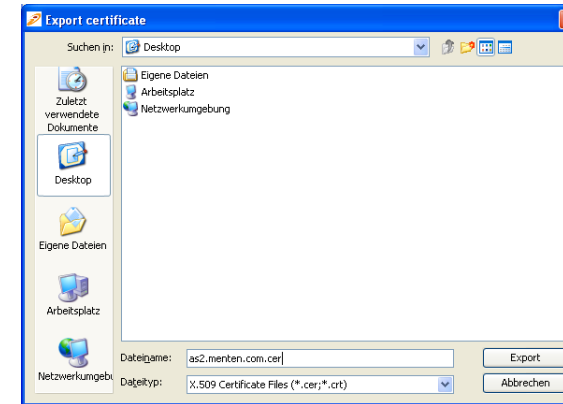 Export certificate
Suchen in: Desktop
Zuletzt
verwendete
Dokumente
Desktop
Eigene Dateien
Arbeitsplatz
Netzwerkumgebu
Eigene Dateien
Arbeitsplatz
Netzwerkumgebung
Dateiname: as2.menten.com.cer Export
Dateityp: X.509 Certificate Files (*.cer;*.crt) Abbrechen